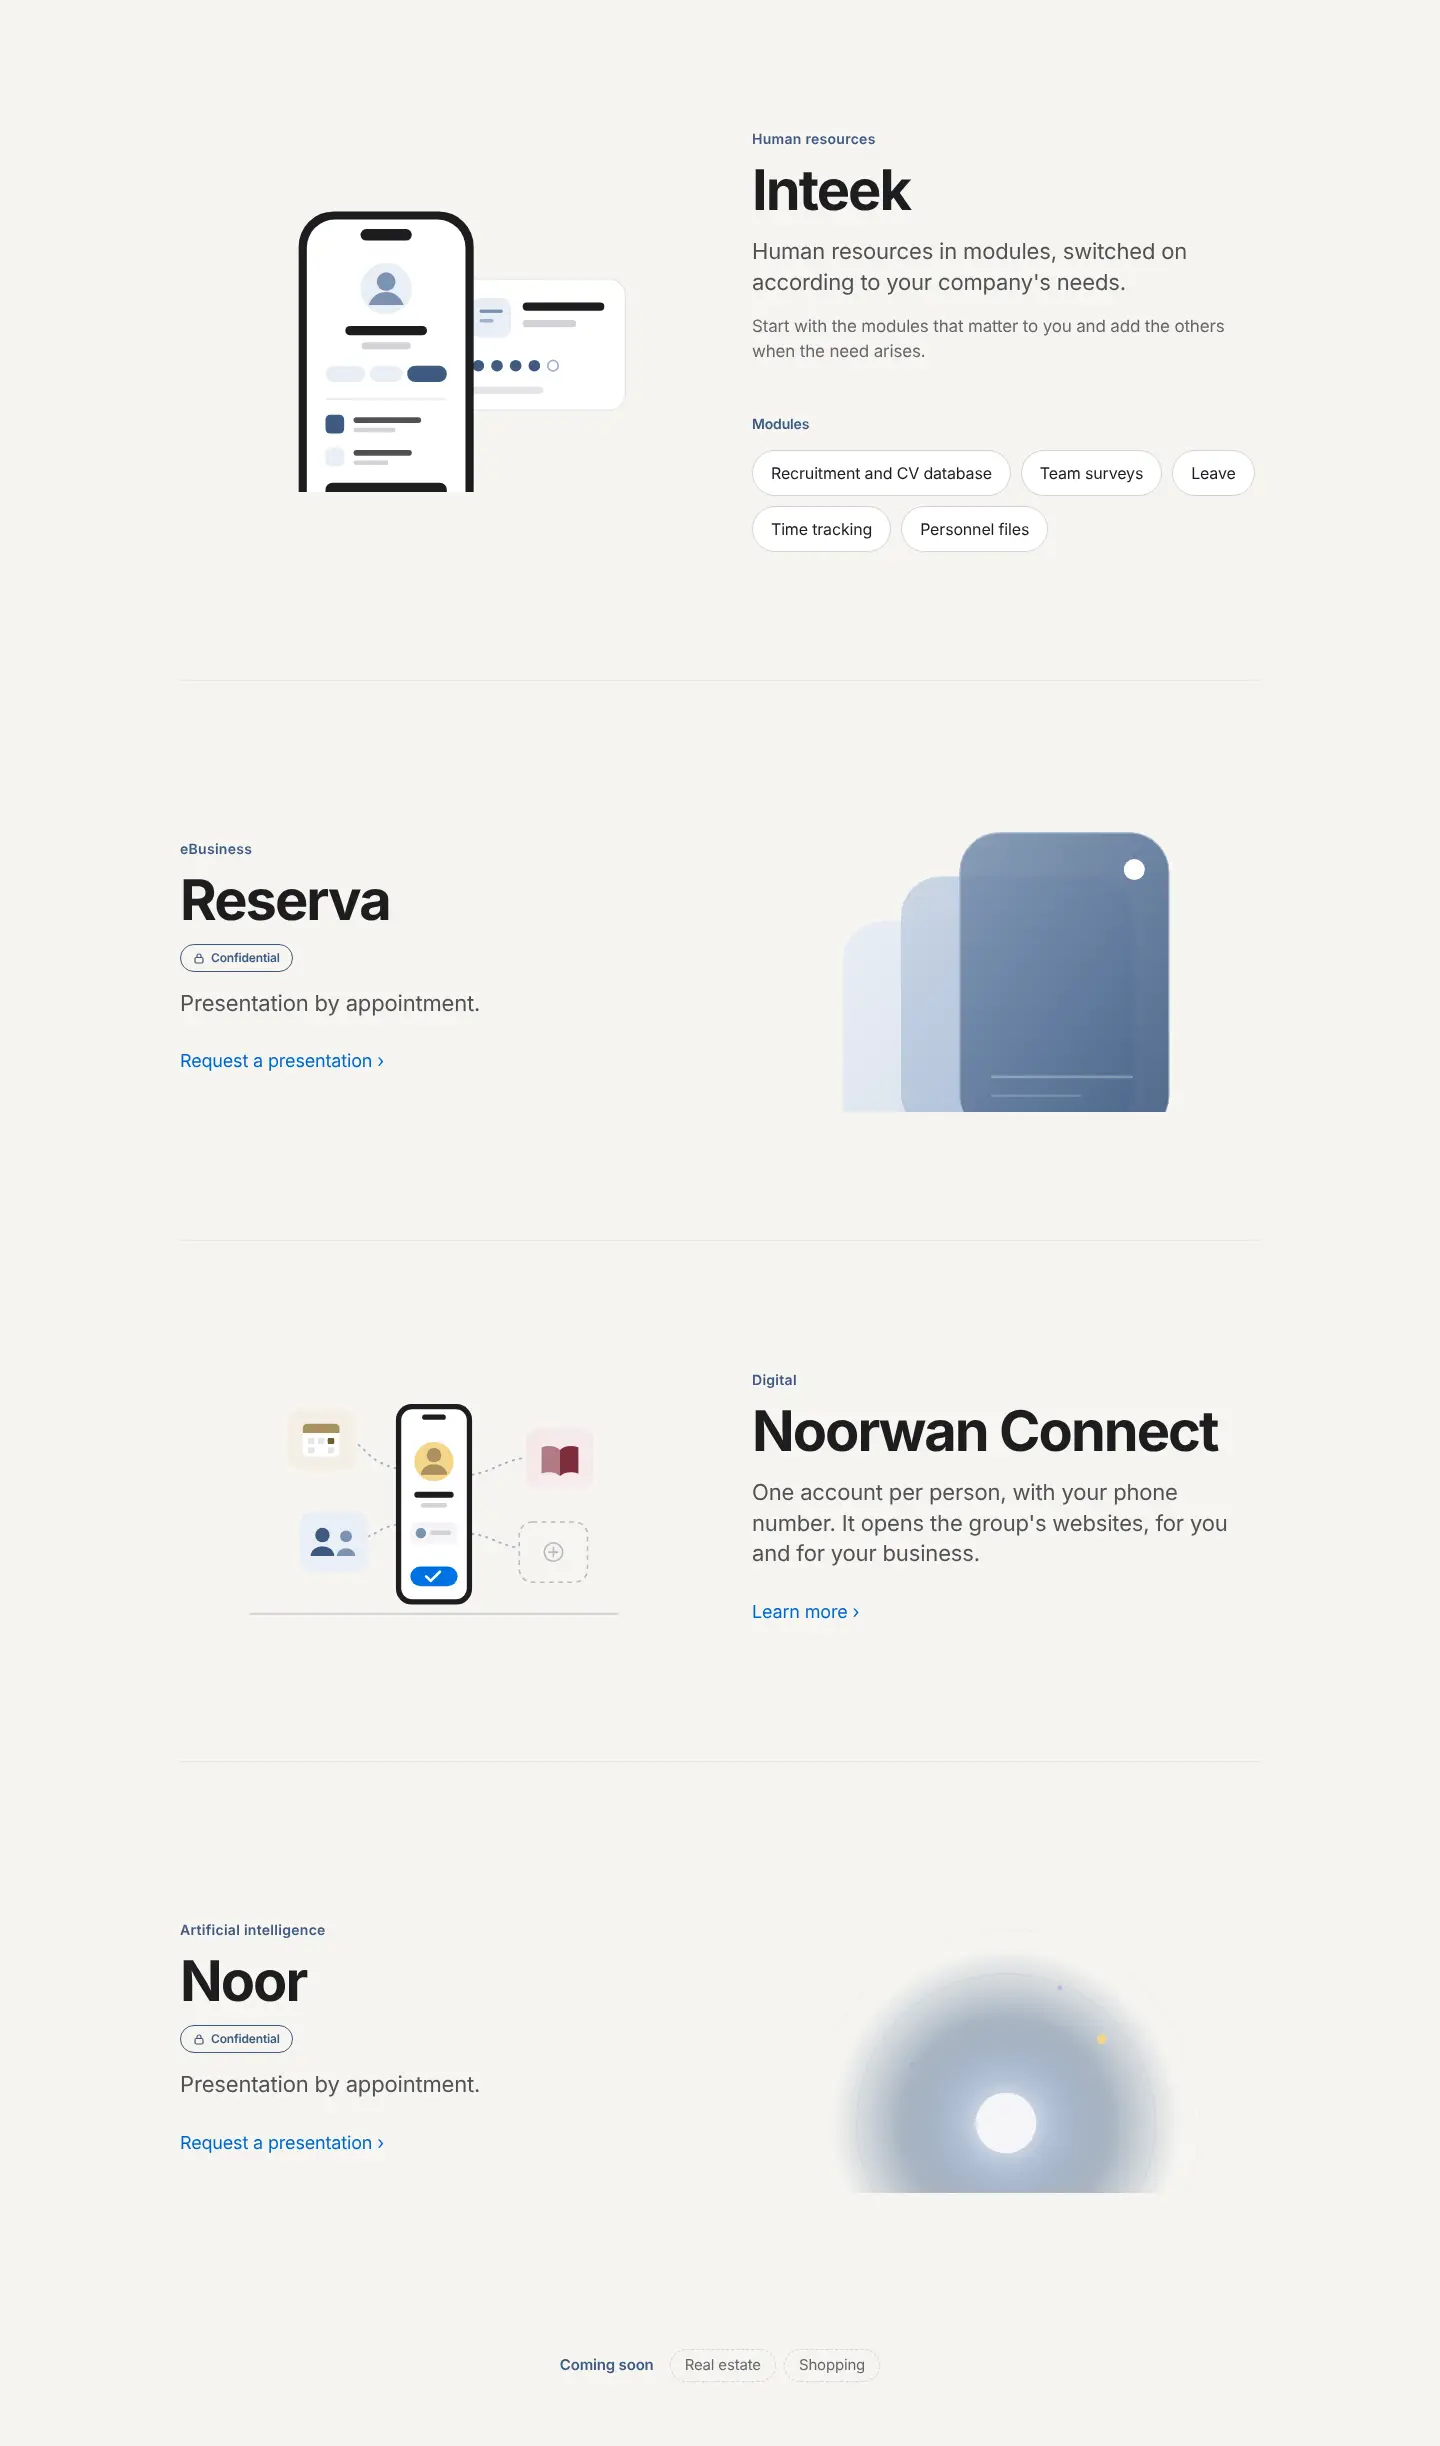 Human resources
Inteek
Human resources in modules, switched on
according to your company's needs.
Start with the modules that matter to you and add the others
when the need arises.
Modules
Recruitment and CV database
Team surveys
Leave
Time tracking
Personnel files
eBusiness
Reserva
Confidential
Presentation by appointment.
Request a presentation ›
Digital
Noorwan Connect
One account per person, with your phone
number. It opens the group's websites, for you
and for your business.
Learn more ›
Artificial intelligence
Noor
Confidential
Presentation by appointment.
Request a presentation ›
Coming soon
Real estate
Shopping